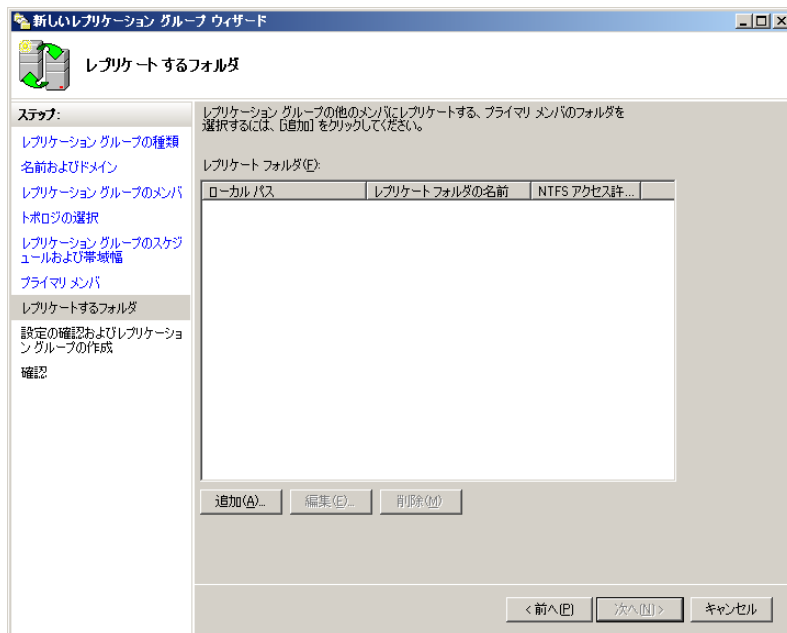 新しいレプリケーション グループ ウィザード
レプリケートするフォルダ
ステップ:
レプリケーション グループの種類
名前およびドメイン
レプリケーション グループのメンバ
トポロジの選択
レプリケーション グループのスケジ
ュールおよび帯域幅
プライマリ メンバ
レプリケートするフォルダ
設定の確認およびレプリケーショ
ン グループの作成
確認
レプリケーション グループの他のメンバにレプリケートする、プライマリ メンバのフォルダを
選択するには、[追加] をクリックしてください。
レプリケート フォルダ(F):
ローカル パス レプリケート フォルダの名前 NTFS アクセス許...
追加(A)... 編集(E)... 削除(M)
< 前へ(P) 次へ(N) > キャンセル